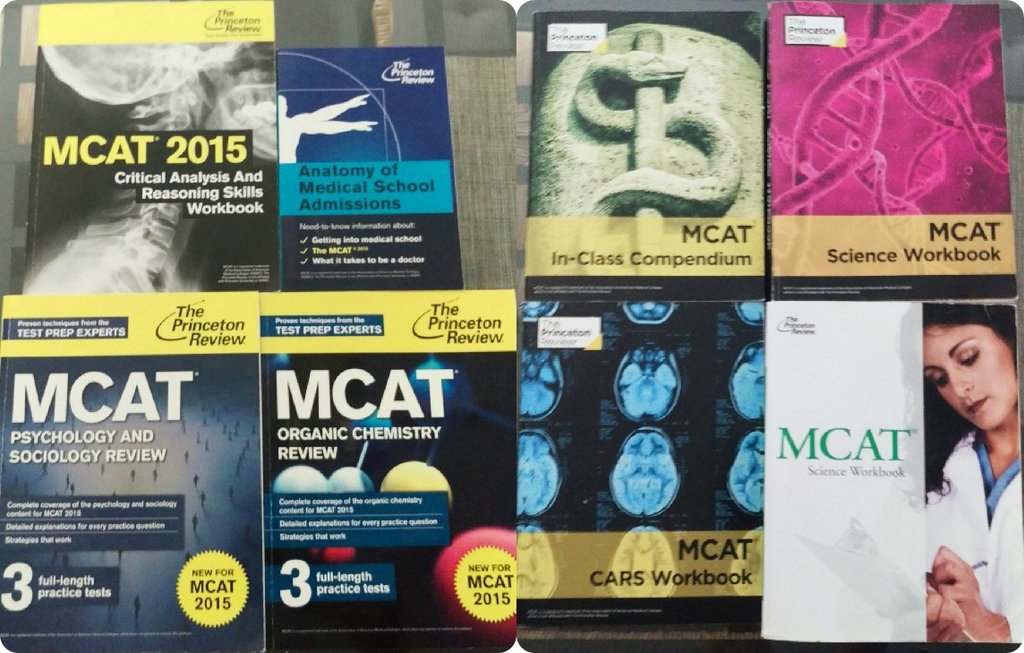 The
Princeton
Review
MCAT® 2015
Critical Analysis And
Reasoning Skills
Workbook
The
Princeton
Review
Anatomy of
Medical School
Admissions
Need-to-know information about:
✓ Getting into medical school
✓ The MCAT® 2015
✓ What it takes to be a doctor
Proven techniques from the
TEST PREP EXPERTS
The
Princeton
Review
MCAT®
PSYCHOLOGY AND
SOCIOLOGY REVIEW
Complete coverage of the psychology and sociology
content for MCAT 2015
Detailed explanations for every practice question
Strategies that work
3 full-length
practice tests
NEW FOR
MCAT
2015
Proven techniques from the
TEST PREP EXPERTS
The
Princeton
Review
MCAT®
ORGANIC CHEMISTRY
REVIEW
Complete coverage of the organic chemistry
content for MCAT 2015
Detailed explanations for every practice question
Strategies that work
3 full-length
practice tests
NEW FOR
MCAT
2015
The
Princeton
Review
MCAT®
In-Class Compendium
The
Princeton
Review
MCAT®
Science Workbook
The
Princeton
Review
MCAT®
CARS Workbook
The
Princeton
Review
MCAT®
Science Workbook